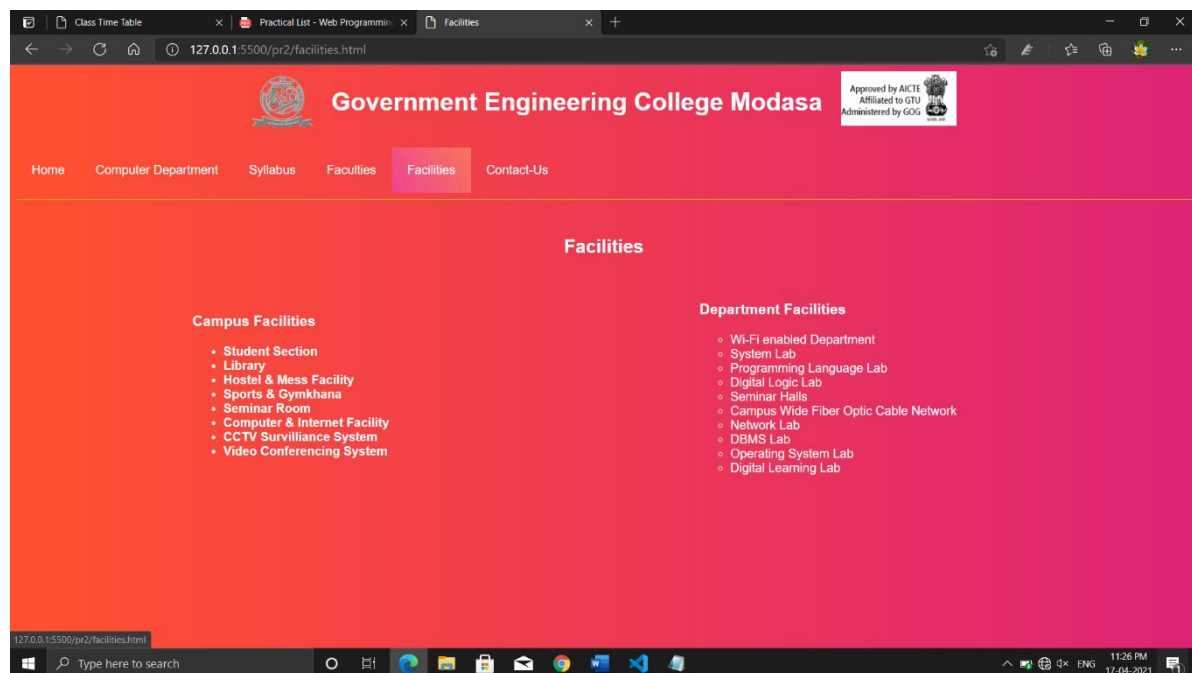 Class Time Table
Practical List - Web Programmin
Facilities
127.0.0.1:5500/pr2/facilities.html
Government Engineering College Modasa
Approved by AICTE
Affiliated to GTU
Administered by GOG
Home
Computer Department
Syllabus
Faculties
Facilities
Contact-Us
Facilities
Campus Facilities
Student Section
Library
Hostel & Mess Facility
Sports & Gymkhana
Seminar Room
Computer & Internet Facility
CCTV Survilliance System
Video Conferencing System
Department Facilities
Wi-Fi enabled Department
System Lab
Programming Language Lab
Digital Logic Lab
Seminar Halls
Campus Wide Fiber Optic Cable Network
Network Lab
DBMS Lab
Operating System Lab
Digital Learning Lab
127.0.0.1:5500/pr2/facilities.html
Type here to search
ENG
11:26 PM
17-04-2021